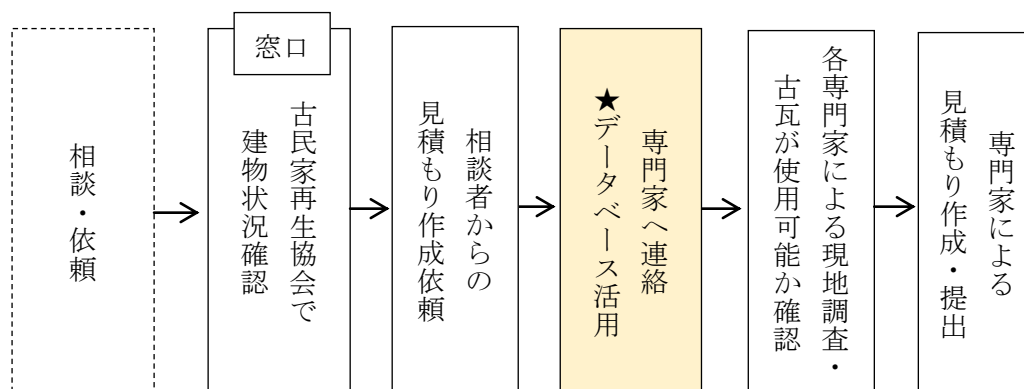 相談・依頼
窓口
古民家再生協会で
建物状況確認
相談者からの
見積もり作成依頼
専門家へ連絡
★データベース活用
各専門家による現地調査・
古瓦が使用可能か確認
専門家による
見積もり作成・提出